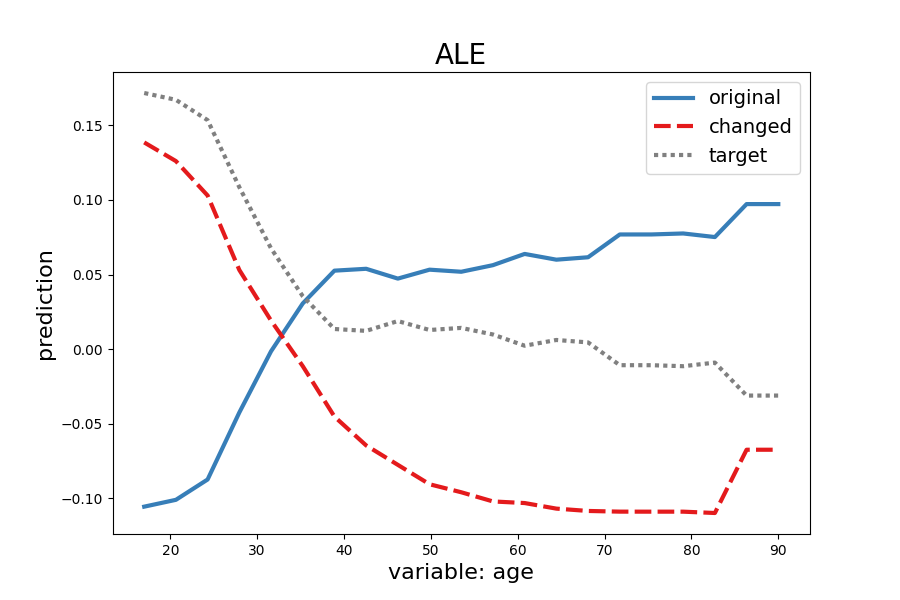 ALE
original
changed
target
0.15
0.10
0.05
0.00
−0.05
−0.10
prediction
20 30 40 50 60 70 80 90
variable: age